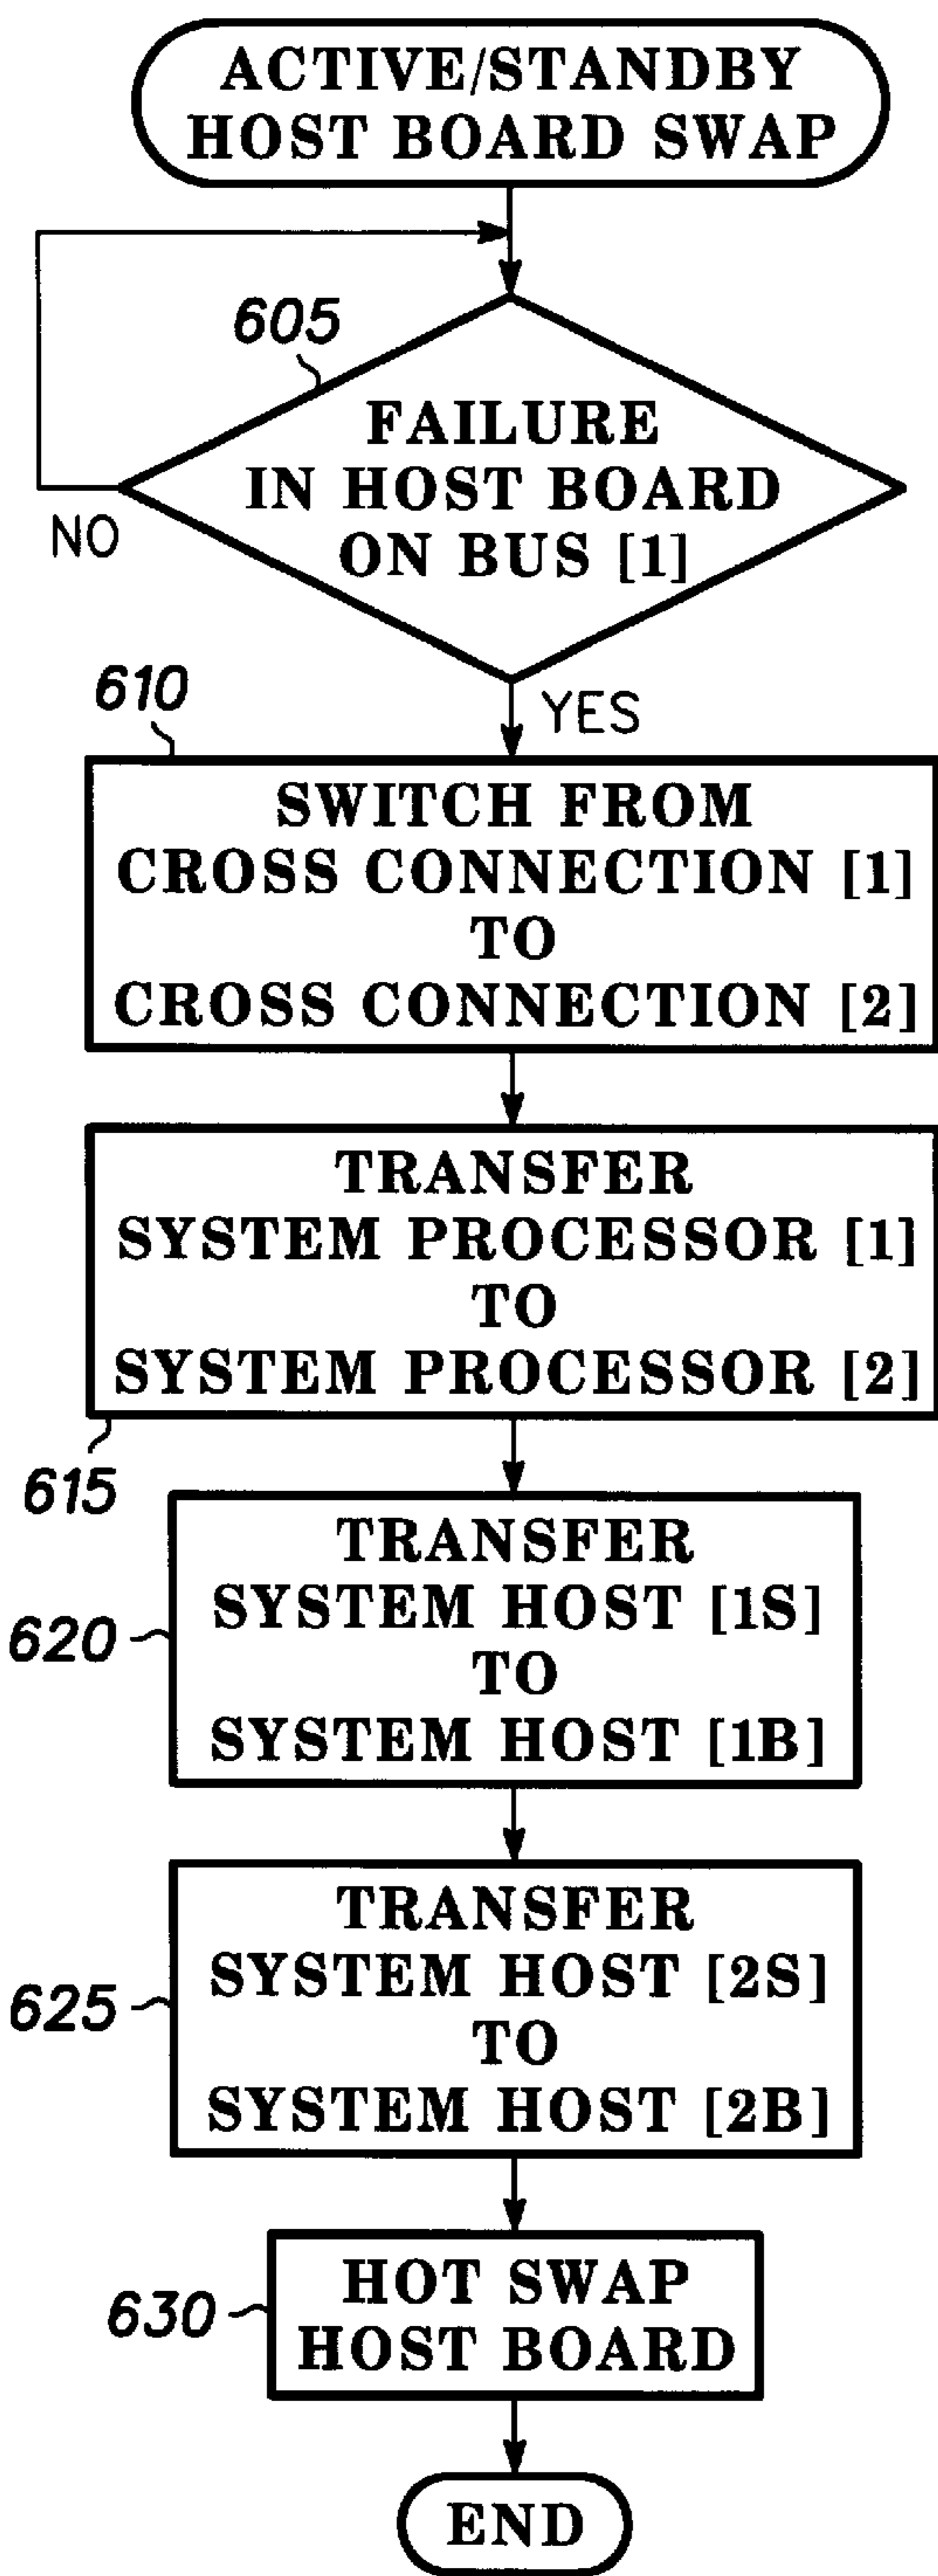 ACTIVE/STANDBY
HOST BOARD SWAP
605
FAILURE
IN HOST BOARD
ON BUS [1]
NO
YES
610
SWITCH FROM
CROSS CONNECTION [1]
TO
CROSS CONNECTION [2]
TRANSFER
SYSTEM PROCESSOR [1]
TO
SYSTEM PROCESSOR [2]
615
TRANSFER
SYSTEM HOST [1S]
TO
SYSTEM HOST [1B]
620
TRANSFER
SYSTEM HOST [2S]
TO
SYSTEM HOST [2B]
625
HOT SWAP
HOST BOARD
630
END